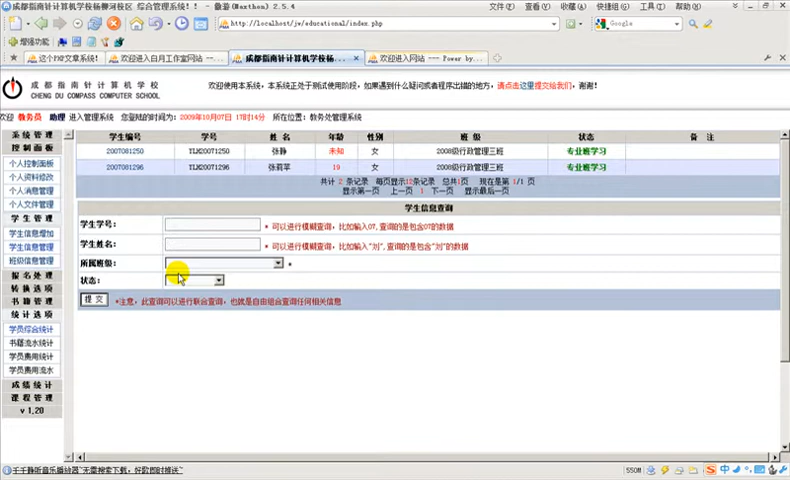 成都指南针计算机学校杨柳河校区 综合管理系统!! - 傲游 (Maxthon) 2.5.4
文件(F) 查看(V) 收藏(A) 快捷组(G) 工具(T) 帮助(H)
http://localhost/jw/educational/index.php
Google
增强功能
这个PHP文章系统! 欢迎进入白月工作室网站 --... 成都指南针计算机学校杨... 欢迎进入网站 -- Power by...
成都指南针计算机学校
CHENG DU COMPASS COMPUTER SCHOOL
欢迎使用本系统,本系统正处于测试使用阶段,如果遇到什么疑问或者程序出错的地方,请点击这里提交给我们,谢谢!
欢迎 教务员 助理 进入管理系统 您登陆的时间为: 2009年10月07日 17时14分 所在位置: 教务处管理系统
系统管理
控制面板
个人控制面板
个人资料修改
个人消息管理
个人文件管理
学生管理
学生信息增加
学生信息管理
班级信息管理
报名处理
转换选项
书籍管理
统计选项
学员综合统计
书籍流水统计
学员费用统计
学员费用流水
成绩统计
课程管理
v 1.20
学生编号 学号 姓名 年龄 性别 班级 状态 备注
2007081250 YLH20071250 张静 未知 女 2008级行政管理三班 专业班学习
2007081296 YLH20071296 张莉苹 19 女 2008级行政管理三班 专业班学习
共计 2 条记录 每页显示12条记录 总共1页 现在是第 1/1 页
显示第一页 上一页 1 下一页 显示最后一页
学生信息查询
学生学号: * 可以进行模糊查询,比如输入07,查询的是包含07的数据
学生姓名: * 可以进行模糊查询,比如输入"刘",查询的是包含"刘"的数据
所属班级: *
状态:
提 交 *注意,此查询可以进行联合查询,也就是自由组合查询任何相关信息
千千静听音乐播放器~无需搜索下载,好歌即时推送~
SSOM
中